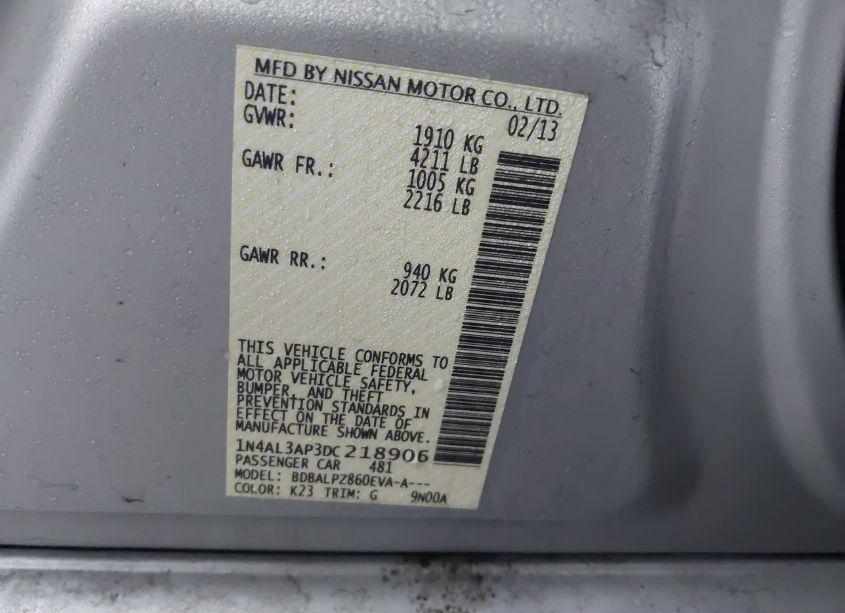 MFD BY NISSAN MOTOR CO., LTD.
DATE: 02/13
GVWR: 1910 KG
4211 LB
GAWR FR.: 1005 KG
2216 LB
GAWR RR.: 940 KG
2072 LB
THIS VEHICLE CONFORMS TO
ALL APPLICABLE FEDERAL
MOTOR VEHICLE SAFETY,
BUMPER, AND THEFT
PREVENTION STANDARDS IN
EFFECT ON THE DATE OF
MANUFACTURE SHOWN ABOVE.
1N4AL3AP3DC218906
PASSENGER CAR 481
MODEL: BDBALPZ860EVA-A---
COLOR: K23 TRIM: G 9N00A